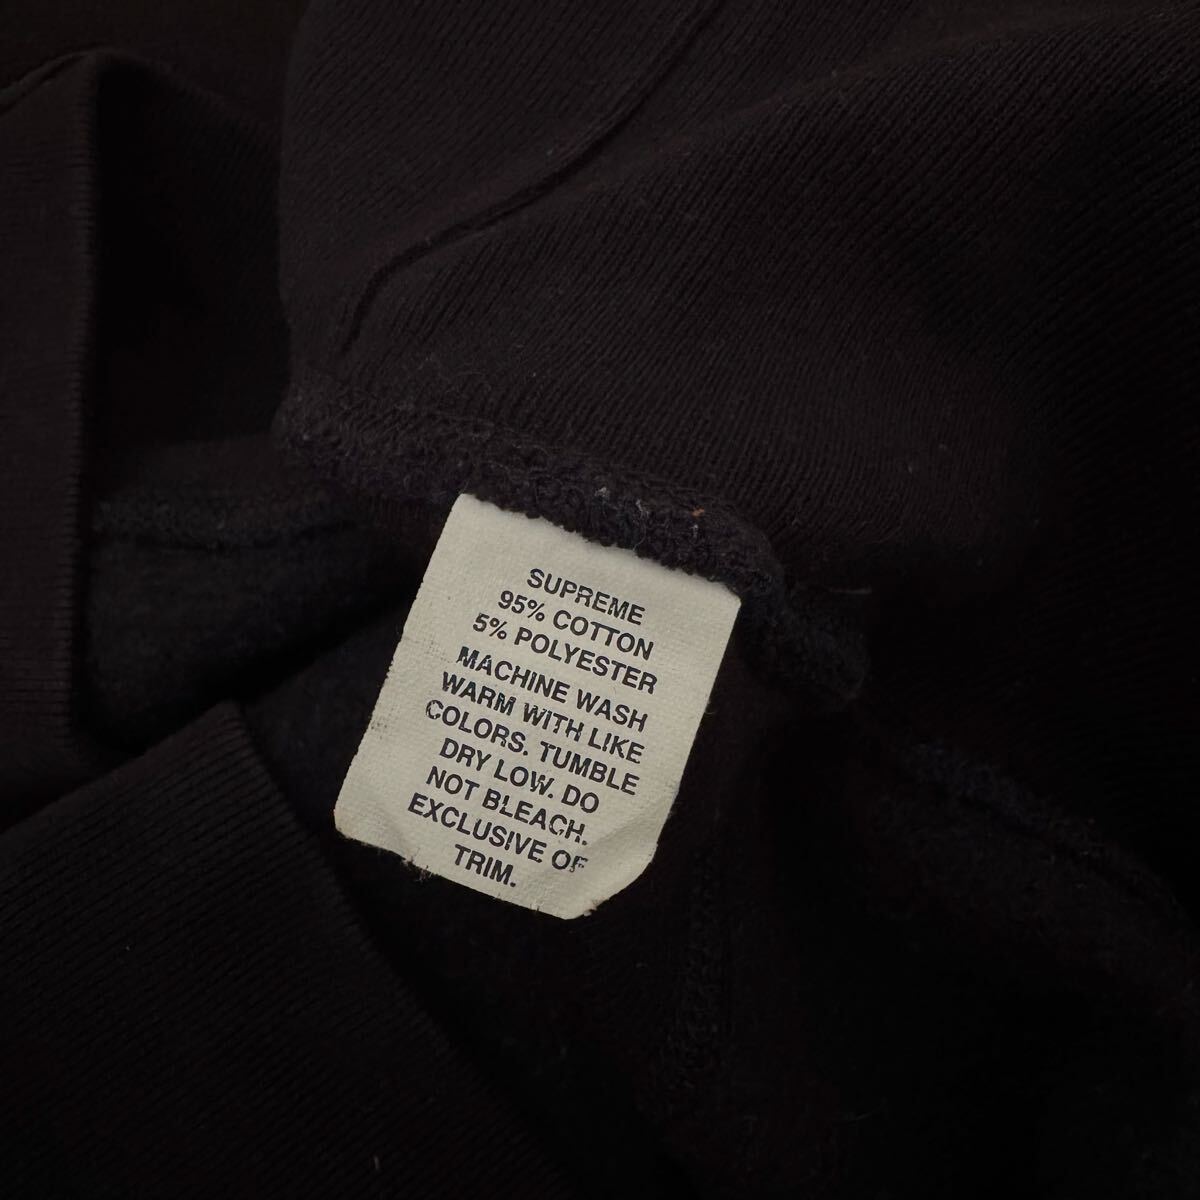 SUPREME
95% COTTON
5% POLYESTER
MACHINE WASH
WARM WITH LIKE
COLORS. TUMBLE
DRY LOW. DO
NOT BLEACH.
EXCLUSIVE OF
TRIM.